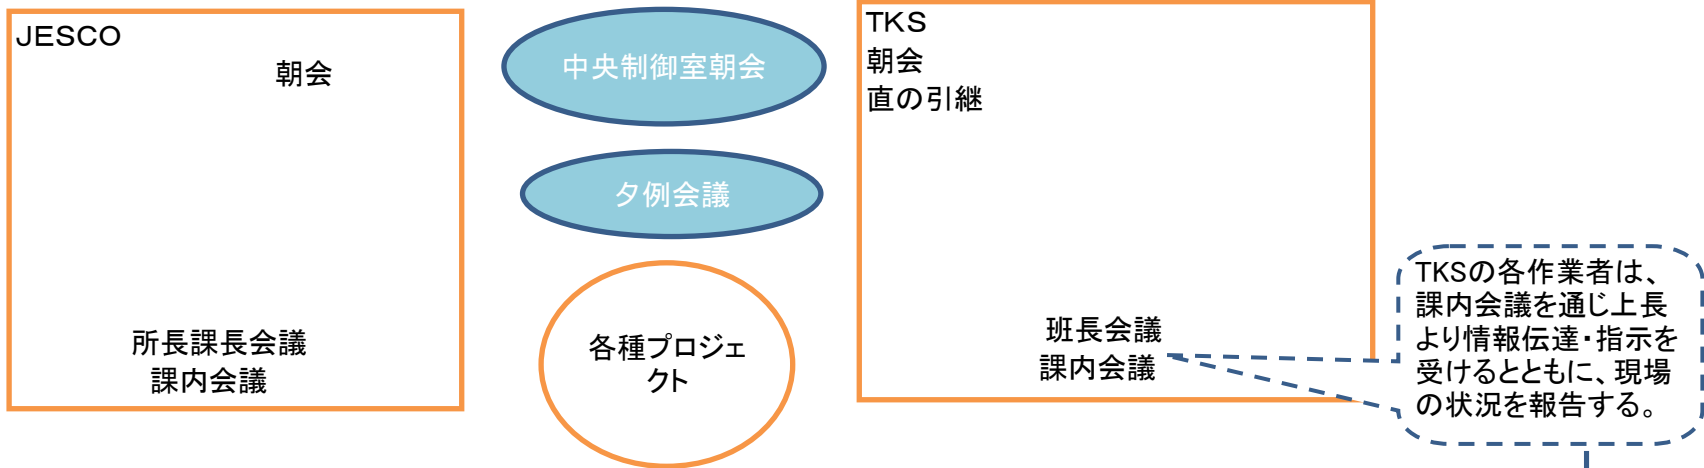 JESCO
朝会
所長課長会議
課内会議
中央制御室朝会
夕例会議
各種プロジェ
クト
TKS
朝会
直の引継
班長会議
課内会議
TKSの各作業者は、
課内会議を通じ上長
より情報伝達・指示を
受けるとともに、現場
の状況を報告する。